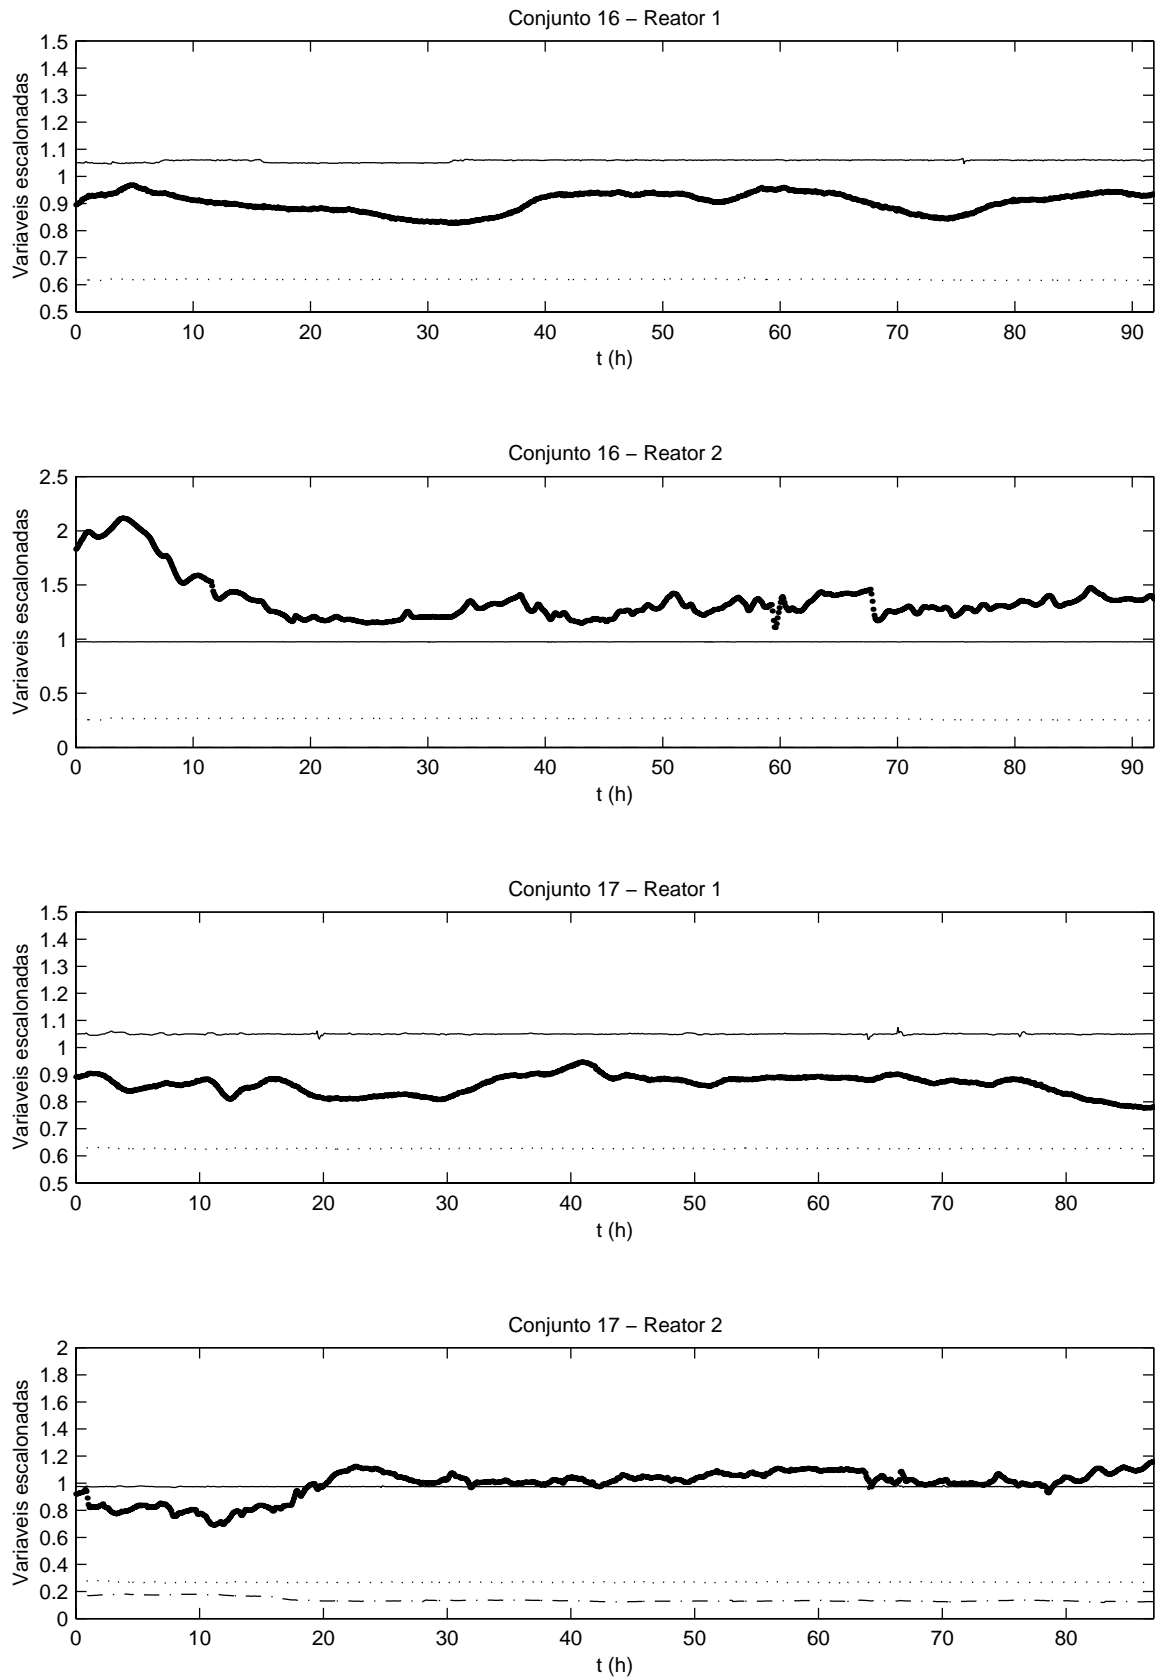 Conjunto 16 − Reator 1
Variaveis escalonadas
1.5
1.4
1.3
1.2
1.1
1
0.9
0.8
0.7
0.6
0.5
0 10 20 30 40 50 60 70 80 90
t (h)
Conjunto 16 − Reator 2
Variaveis escalonadas
2.5
2
1.5
1
0.5
0
0 10 20 30 40 50 60 70 80 90
t (h)
Conjunto 17 − Reator 1
Variaveis escalonadas
1.5
1.4
1.3
1.2
1.1
1
0.9
0.8
0.7
0.6
0.5
0 10 20 30 40 50 60 70 80
t (h)
Conjunto 17 − Reator 2
Variaveis escalonadas
2
1.8
1.6
1.4
1.2
1
0.8
0.6
0.4
0.2
0
0 10 20 30 40 50 60 70 80
t (h)